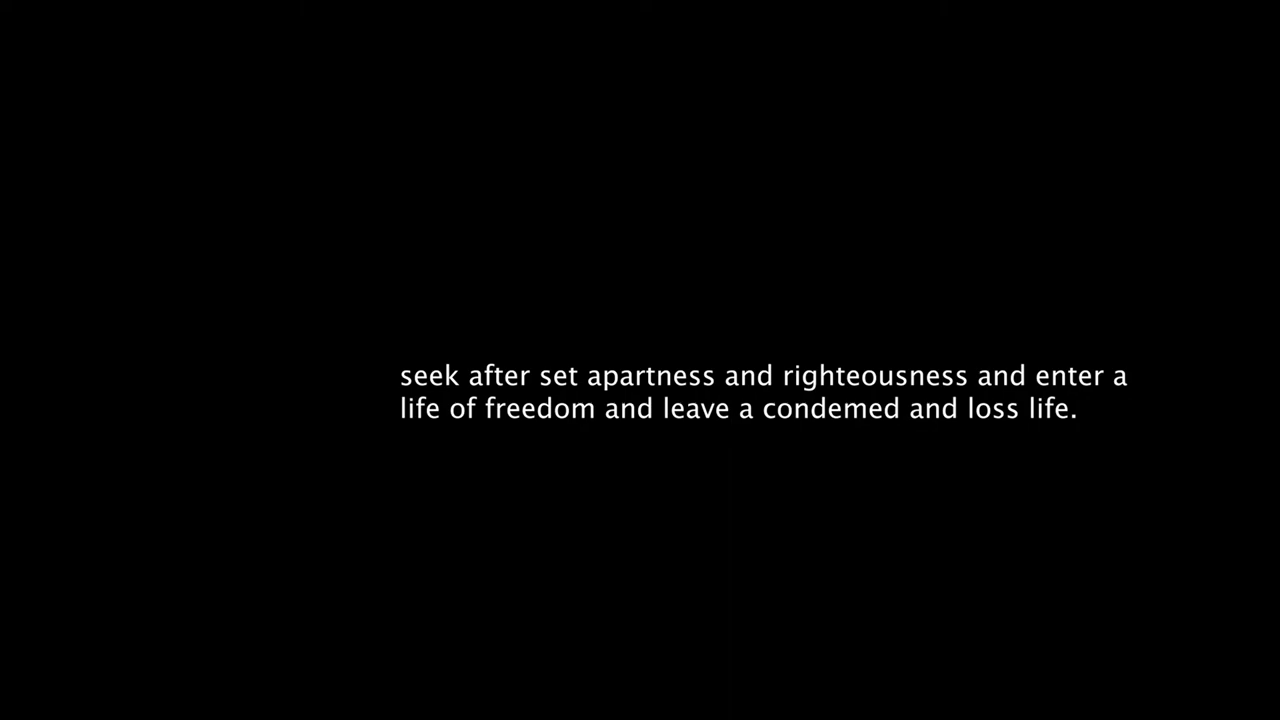 seek after set apartness and righteousness and enter a
life of freedom and leave a condemed and loss life.